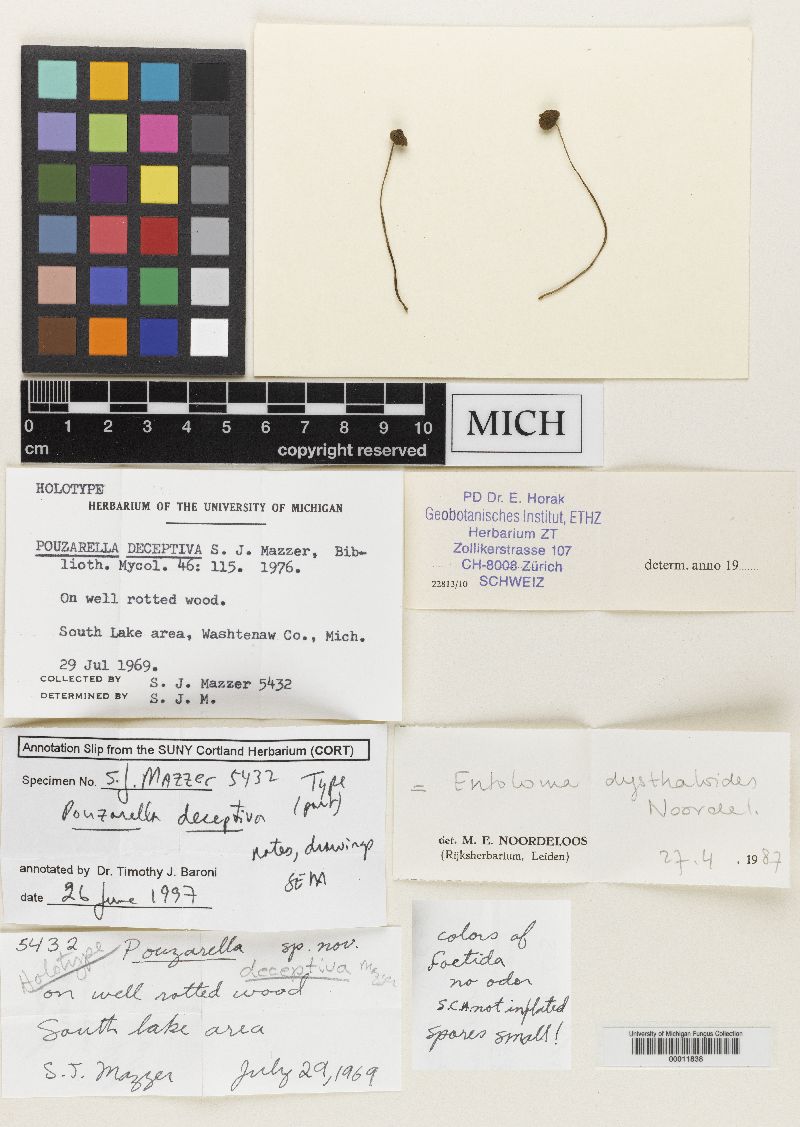 0 1 2 3 4 5 6 7 8 9 10
cm
copyright reserved
MICH
HOLOTYPE
HERBARIUM OF THE UNIVERSITY OF MICHIGAN
POUZARELLA DECEPTIVA S. J. Mazzer, Bib-
lioth. Mycol. 46: 115. 1976.
On well rotted wood.
South Lake area, Washtenaw Co., Mich.
29 Jul 1969.
COLLECTED BY S. J. Mazzer 5432
DETERMINED BY S. J. M.
PD Dr. E. Horak
Geobotanisches Institut, ETHZ
Herbarium ZT
Zollikerstrasse 107
CH-8008 Zürich
SCHWEIZ
22813/10
determ. anno 19......
Annotation Slip from the SUNY Cortland Herbarium (CORT)
Specimen No. S.J. Mazzer 5432 Type
(part)
Pouzarella deceptiva
notes, drawings
SEM
annotated by Dr. Timothy J. Baroni
date 26 June 1997
= Entoloma dysthaloides
Noordel.
det. M. E. NOORDELOOS
(Rijksherbarium, Leiden)
27.4 . 1987
5432 Pouzarella sp. nov.
Holotype deceptiva Mazzer
on well rotted wood
South lake area
S.J. Mazzer July 29, 1969
colors of
Foetida
no odor
S.C.A. not inflated
spores small!
University of Michigan Fungus Collection
00011838